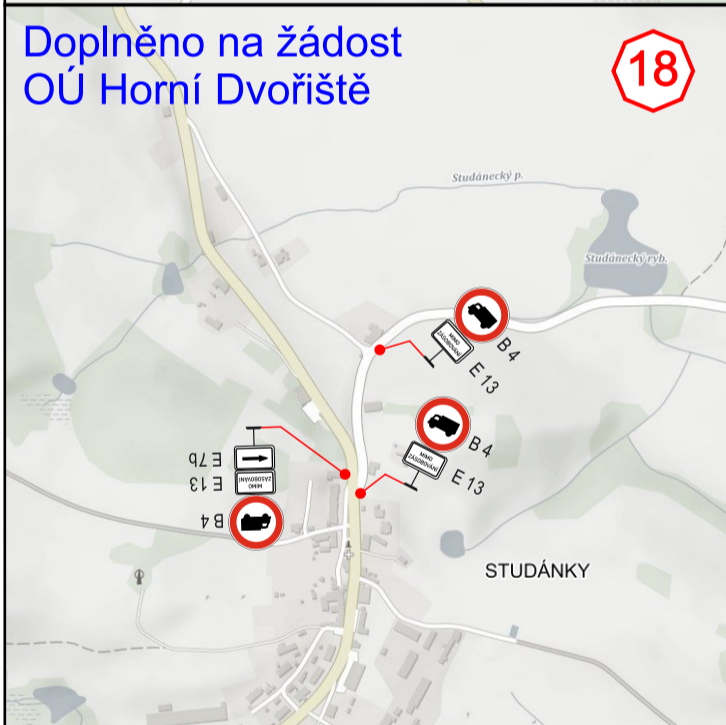 Doplněno na žádost
OÚ Horní Dvořiště
18
Studánecký p.
Studánecký ryb.
B 4
MIMO
ZÁSOBOVÁNÍ
E 13
B 4
MIMO
ZÁSOBOVÁNÍ
E 13
E 7b
E 13
MIMO
ZÁSOBOVÁNÍ
B 4
STUDÁNKY